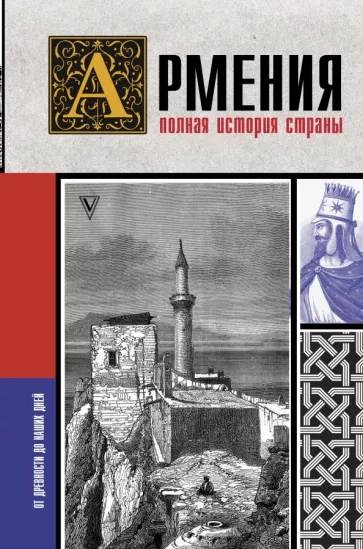 АРМЕНИЯ
ПОЛНАЯ ИСТОРИЯ СТРАНЫ
V
ОТ ДРЕВНОСТИ ДО НАШИХ ДНЕЙ